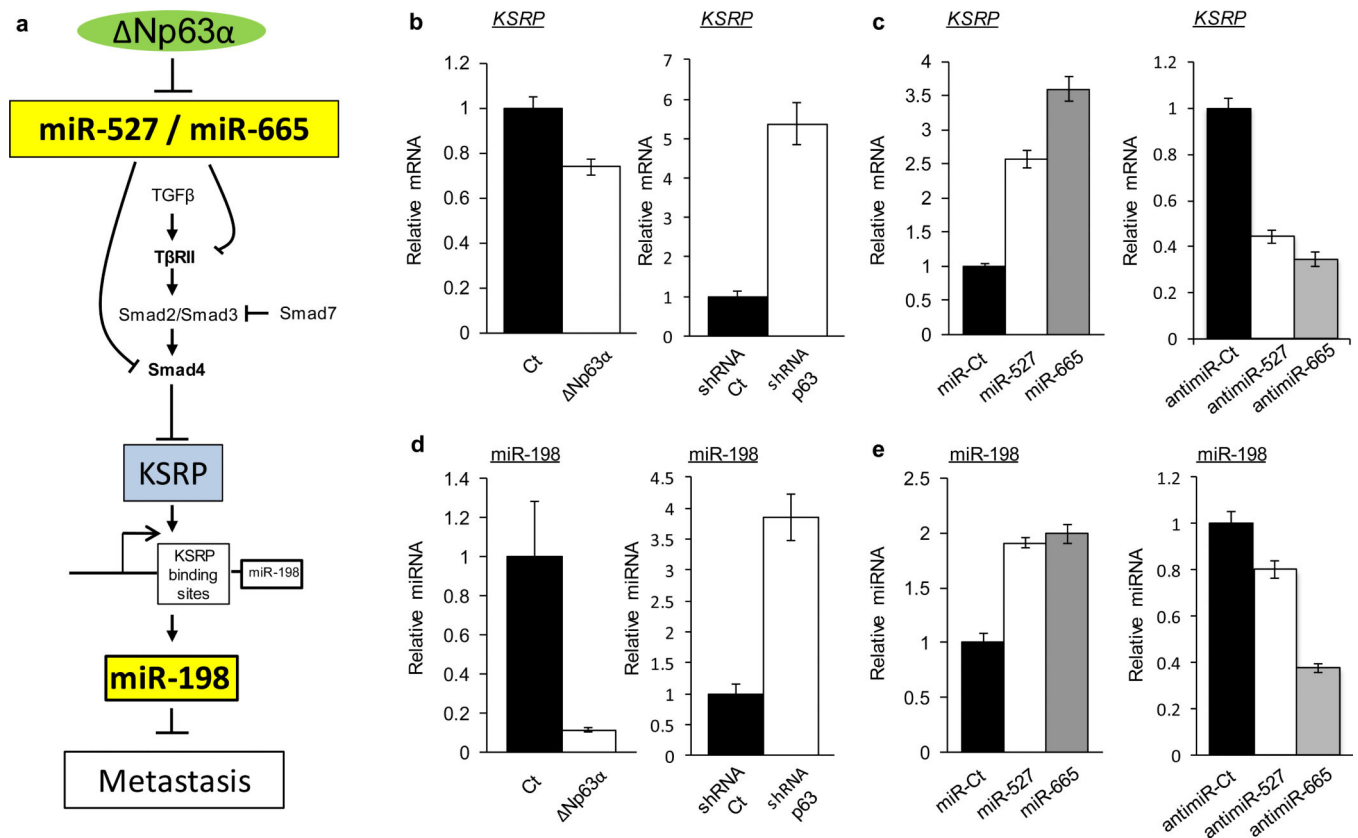 a
ΔNp63α
miR-527 / miR-665
TGFβ
TβRII
Smad2/Smad3
Smad7
Smad4
KSRP
KSRP
binding
sites
miR-198
miR-198
Metastasis
b
KSRP
Relative mRNA
1.2
1
0.8
0.6
0.4
0.2
0
Ct
ΔNp63α
KSRP
Relative mRNA
7
6
5
4
3
2
1
0
shRNA
Ct
shRNA
p63
c
KSRP
Relative mRNA
4
3.5
3
2.5
2
1.5
1
0.5
0
miR-Ct
miR-527
miR-665
KSRP
Relative mRNA
1.2
1
0.8
0.6
0.4
0.2
0
antimiR-Ct
antimiR-527
antimiR-665
d
miR-198
Relative miRNA
1.4
1.2
1
0.8
0.6
0.4
0.2
0
Ct
ΔNp63α
miR-198
Relative miRNA
4.5
4
3.5
3
2.5
2
1.5
1
0.5
0
shRNA
Ct
shRNA
p63
e
miR-198
Relative miRNA
2.5
2
1.5
1
0.5
0
miR-Ct
miR-527
miR-665
miR-198
Relative miRNA
1.2
1
0.8
0.6
0.4
0.2
0
antimiR-Ct
antimiR-527
antimiR-665